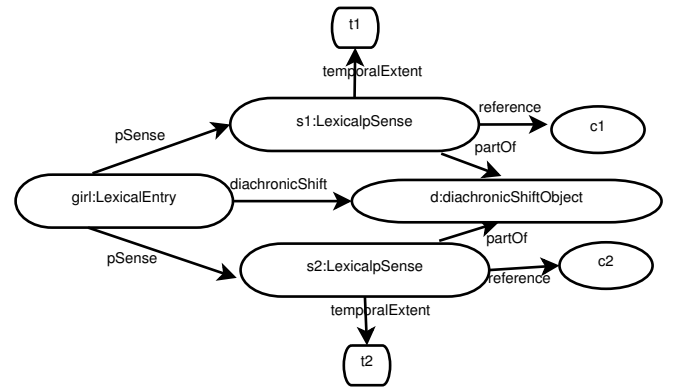 t1
temporalExtent
s1:LexicalpSense
reference
c1
pSense
partOf
diachronicShift
girl:LexicalEntry
d:diachronicShiftObject
partOf
pSense
s2:LexicalpSense
c2
reference
temporalExtent
t2